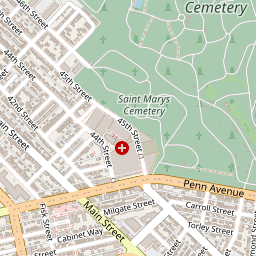 Cemetery
46th Street
45th Street
44th Street
Saint Marys
Cemetery
42nd Street
45th Street
44th Street
Main Street
Penn Avenue
Fisk Street
Main Street
Milgate Street
Carroll Street
Cabinet Way
Torley Street